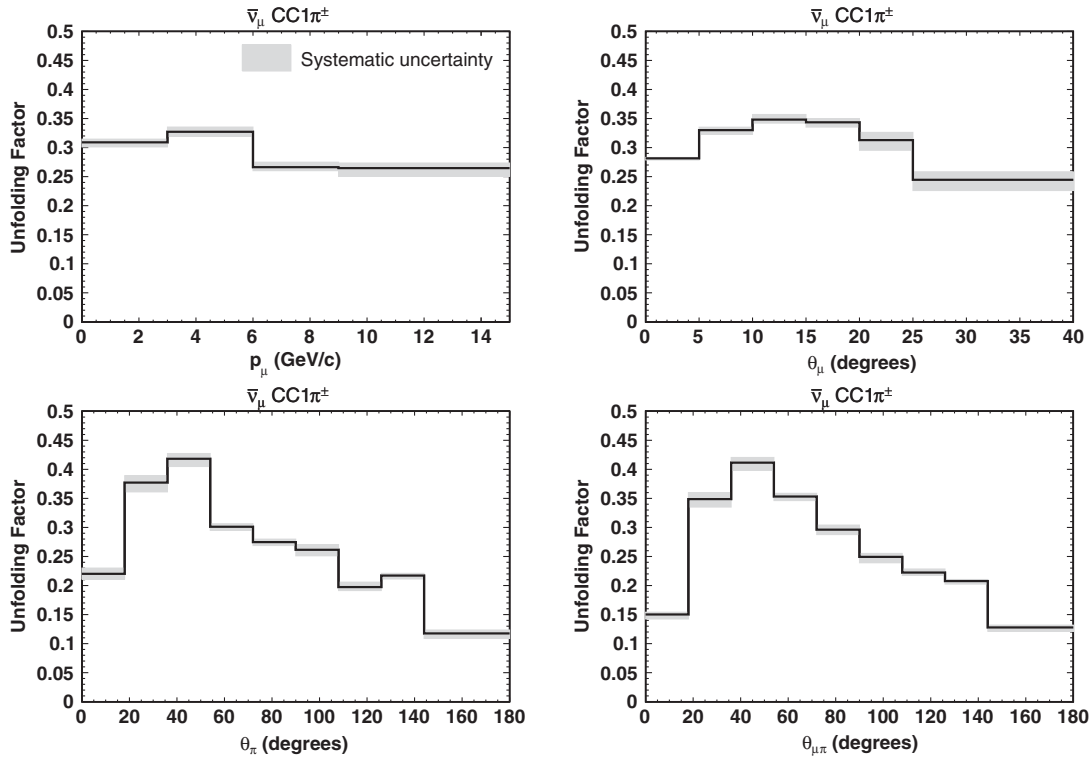 ν̅μ CC1π±
0.5
0.45
0.4
0.35
0.3
0.25
0.2
0.15
0.1
0.05
0
Unfolding Factor
Systematic uncertainty
0 2 4 6 8 10 12 14
pμ (GeV/c)
ν̅μ CC1π±
0.5
0.45
0.4
0.35
0.3
0.25
0.2
0.15
0.1
0.05
0
Unfolding Factor
0 5 10 15 20 25 30 35 40
θμ (degrees)
ν̅μ CC1π±
0.5
0.45
0.4
0.35
0.3
0.25
0.2
0.15
0.1
0.05
0
Unfolding Factor
0 20 40 60 80 100 120 140 160 180
θπ (degrees)
ν̅μ CC1π±
0.5
0.45
0.4
0.35
0.3
0.25
0.2
0.15
0.1
0.05
0
Unfolding Factor
0 20 40 60 80 100 120 140 160 180
θμπ (degrees)